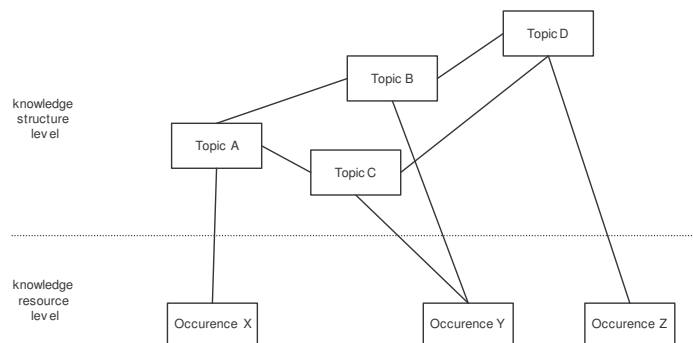 Topic D
Topic B
knowledge
structure
level
Topic A
Topic C
knowledge
resource
level
Occurence X
Occurence Y
Occurence Z